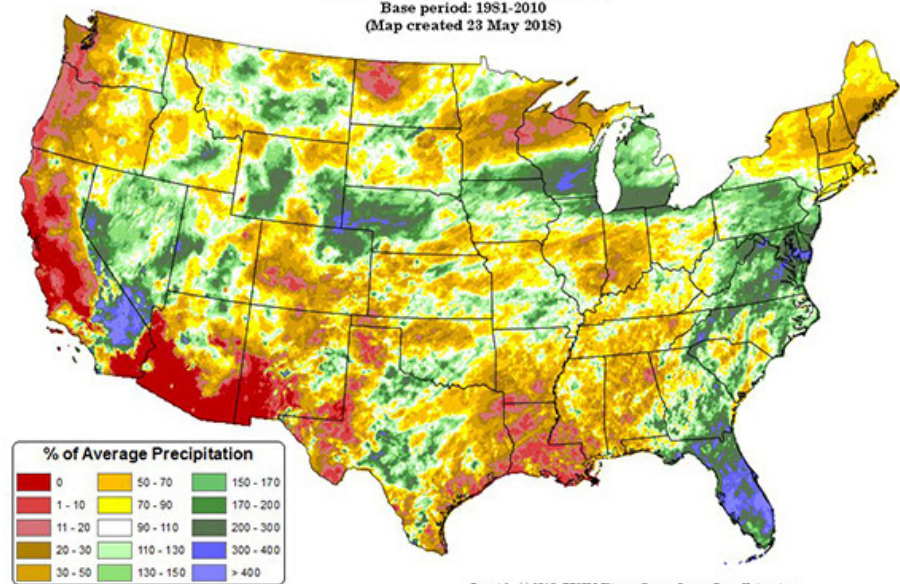 Base period: 1981-2010
(Map created 23 May 2018)
% of Average Precipitation
0
50 - 70
150 - 170
1 - 10
70 - 90
170 - 200
11 - 20
90 - 110
200 - 300
20 - 30
110 - 130
300 - 400
30 - 50
130 - 150
> 400